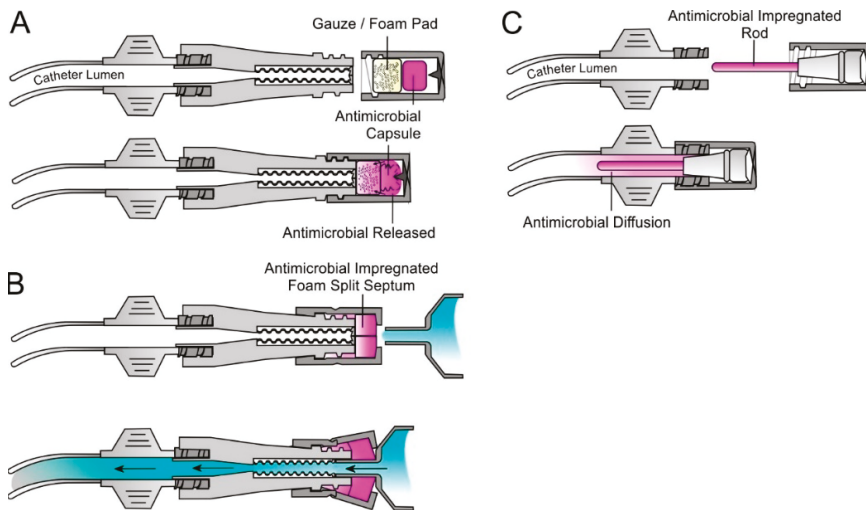 A
Gauze / Foam Pad
Catheter Lumen
Antimicrobial
Capsule
Antimicrobial Released
B
Antimicrobial Impregnated
Foam Split Septum
C
Antimicrobial Impregnated
Rod
Catheter Lumen
Antimicrobial Diffusion